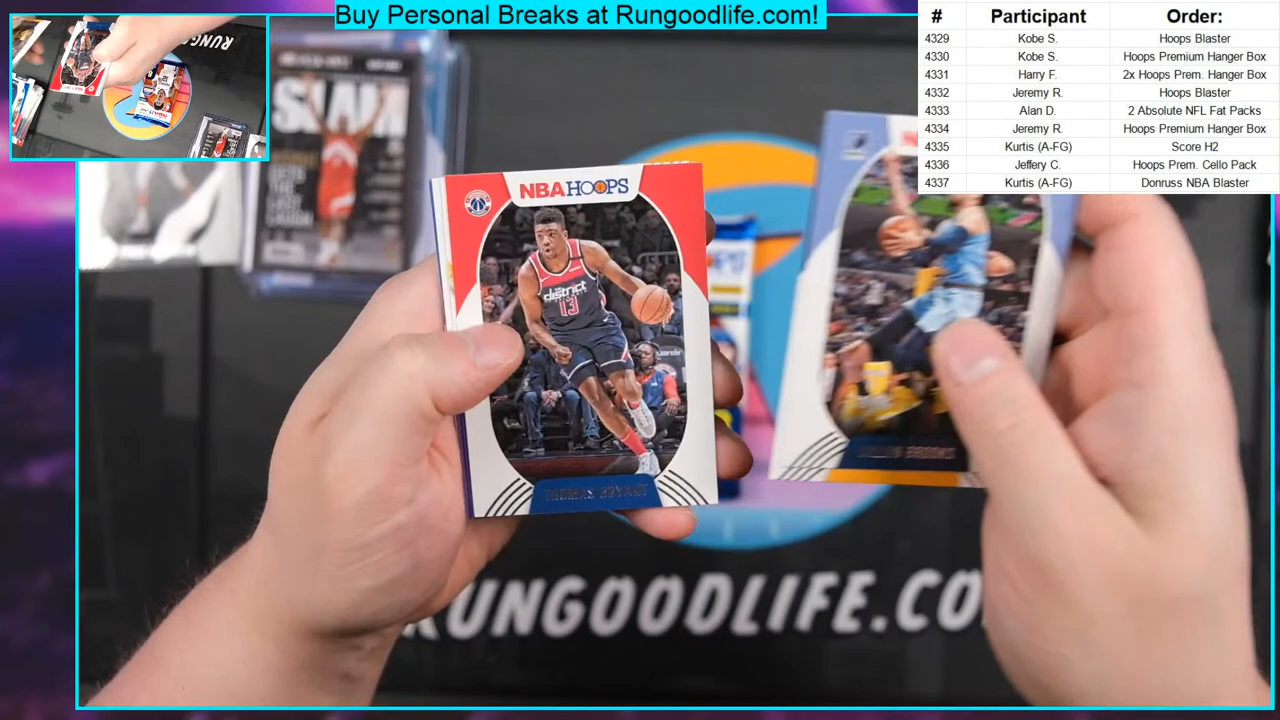 Buy Personal Breaks at Rungoodlife.com!
# Participant Order:
4329 Kobe S. Hoops Blaster
4330 Kobe S. Hoops Premium Hanger Box
4331 Harry F. 2x Hoops Prem. Hanger Box
4332 Jeremy R. Hoops Blaster
4333 Alan D. 2 Absolute NFL Fat Packs
4334 Jeremy R. Hoops Premium Hanger Box
4335 Kurtis (A-FG) Score H2
4336 Jeffery C. Hoops Prem. Cello Pack
4337 Kurtis (A-FG) Donruss NBA Blaster
RUNGOOD
SLAM
NBA HOOPS
district
13
THOMAS BRYANT
BROOKS
RUNGOODLIFE.CO